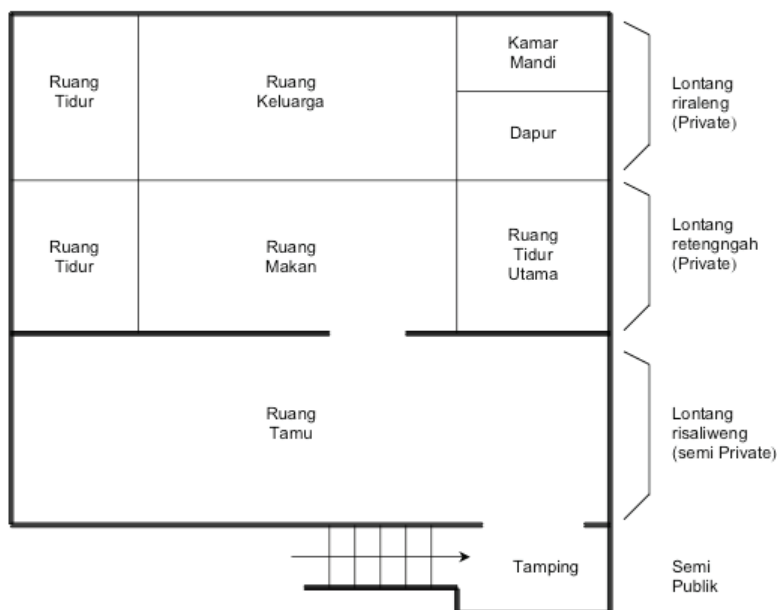 Ruang
Tidur
Ruang
Keluarga
Kamar
Mandi
Dapur
Lontang
riraleng
(Private)
Ruang
Tidur
Ruang
Makan
Ruang
Tidur
Utama
Lontang
retengngah
(Private)
Ruang
Tamu
Lontang
risaliweng
(semi Private)
Tamping
Semi
Publik